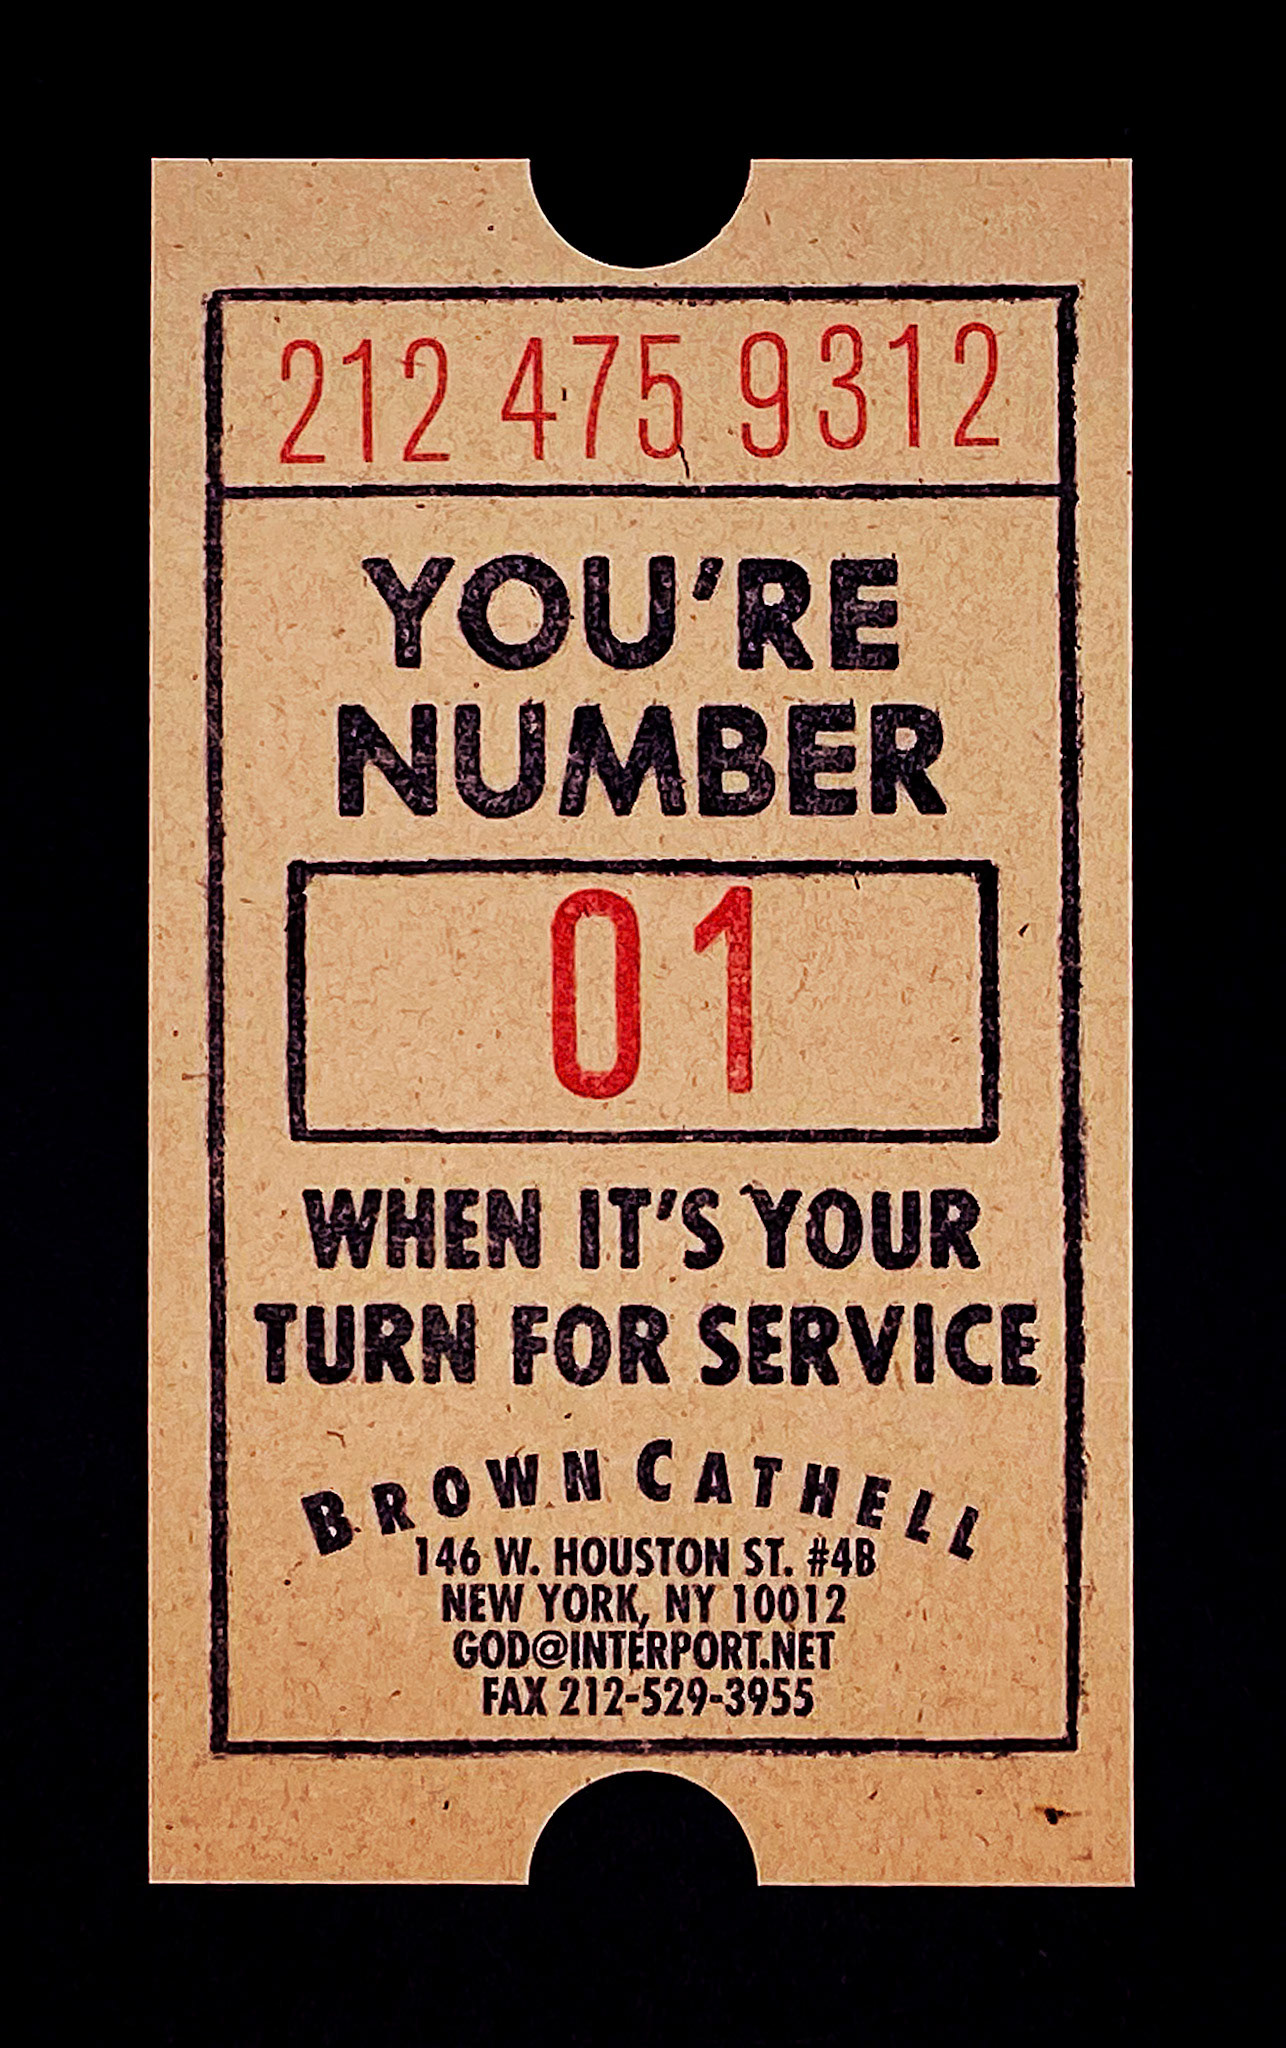 212 475 9312
YOU'RE
NUMBER
01
WHEN IT'S YOUR
TURN FOR SERVICE
BROWN CATHELL
146 W. HOUSTON ST. #4B
NEW YORK, NY 10012
GOD@INTERPORT.NET
FAX 212-529-3955